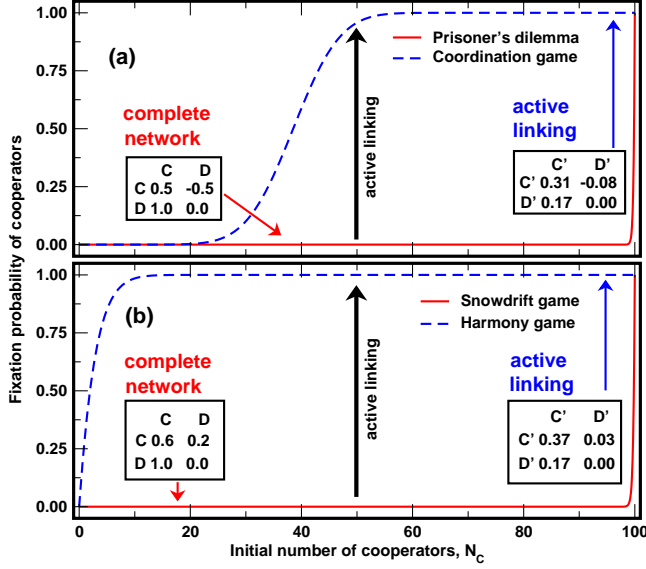 Fixation probability of cooperators
1.00
0.75
0.50
0.25
0.00
(a)
Prisoner's dilemma
Coordination game
complete
network
C D
C 0.5 -0.5
D 1.0 0.0
active linking
active
linking
C' D'
C' 0.31 -0.08
D' 0.17 0.00
1.00
0.75
0.50
0.25
0.00
(b)
Snowdrift game
Harmony game
complete
network
C D
C 0.6 0.2
D 1.0 0.0
active linking
active
linking
C' D'
C' 0.37 0.03
D' 0.17 0.00
0 20 40 60 80 100
Initial number of cooperators, N_C